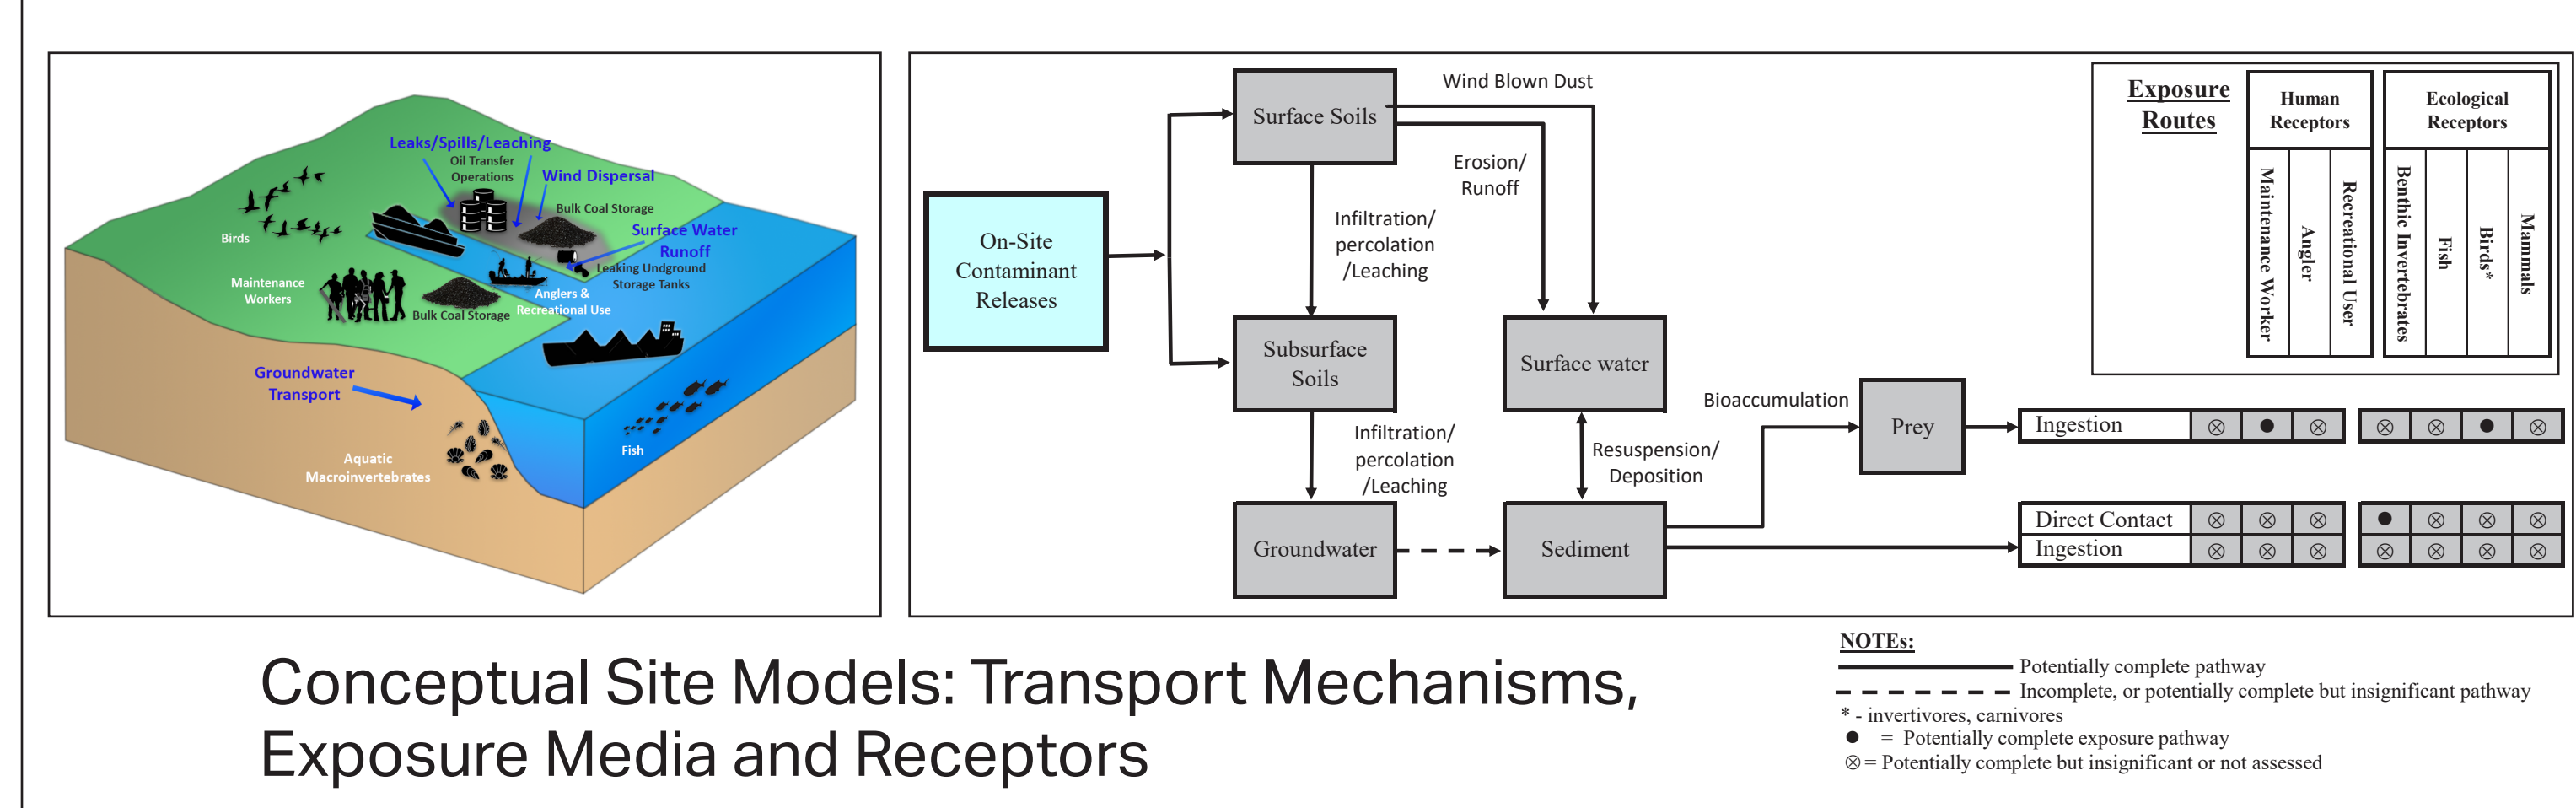 Leaks/Spills/Leaching
Oil Transfer
Operations
Wind Dispersal
Bulk Coal Storage
Surface Water
Runoff
Birds
Leaking Undground
Storage Tanks
Maintenance
Workers
Anglers &
Recreational Use
Bulk Coal Storage
Groundwater
Transport
Fish
Aquatic
Macroinvertebrates
On-Site
Contaminant
Releases
Surface Soils
Wind Blown Dust
Erosion/
Runoff
Infiltration/
percolation
/Leaching
Subsurface
Soils
Surface water
Infiltration/
percolation
/Leaching
Resuspension/
Deposition
Groundwater
Sediment
Bioaccumulation
Prey
Exposure
Routes
Human
Receptors
Ecological
Receptors
Maintenance Worker
Angler
Recreational User
Benthic Invertebrates
Fish
Birds*
Mammals
Ingestion ⊗ ● ⊗ ⊗ ⊗ ● ⊗
Direct Contact ⊗ ⊗ ⊗ ● ⊗ ⊗ ⊗
Ingestion ⊗ ⊗ ⊗ ⊗ ⊗ ⊗ ⊗
Conceptual Site Models: Transport Mechanisms,
Exposure Media and Receptors
NOTEs:
Potentially complete pathway
Incomplete, or potentially complete but insignificant pathway
* - invertivores, carnivores
● = Potentially complete exposure pathway
⊗ = Potentially complete but insignificant or not assessed